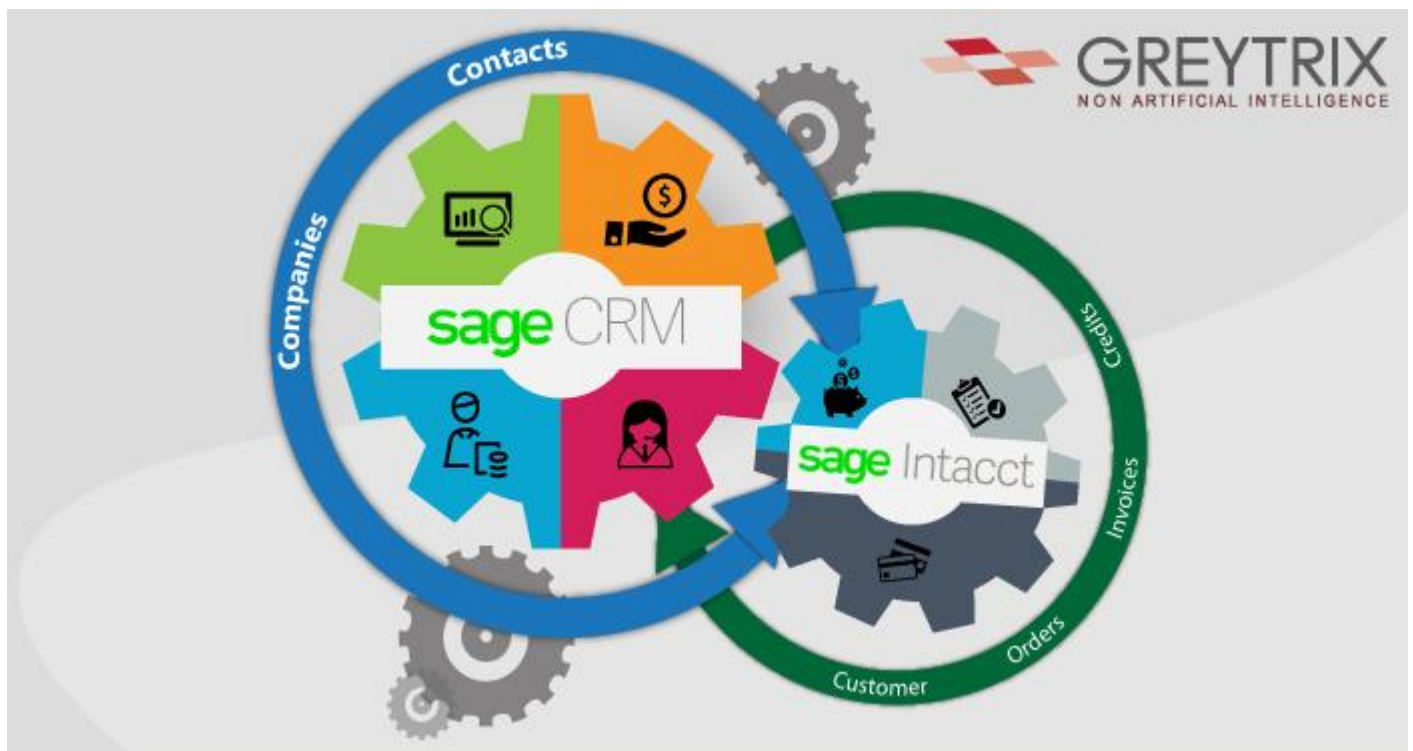 GREYTRIX
NON ARTIFICIAL INTELLIGENCE
Contacts
Companies
sage CRM
Credits
sage Intacct
Invoices
Orders
Customer